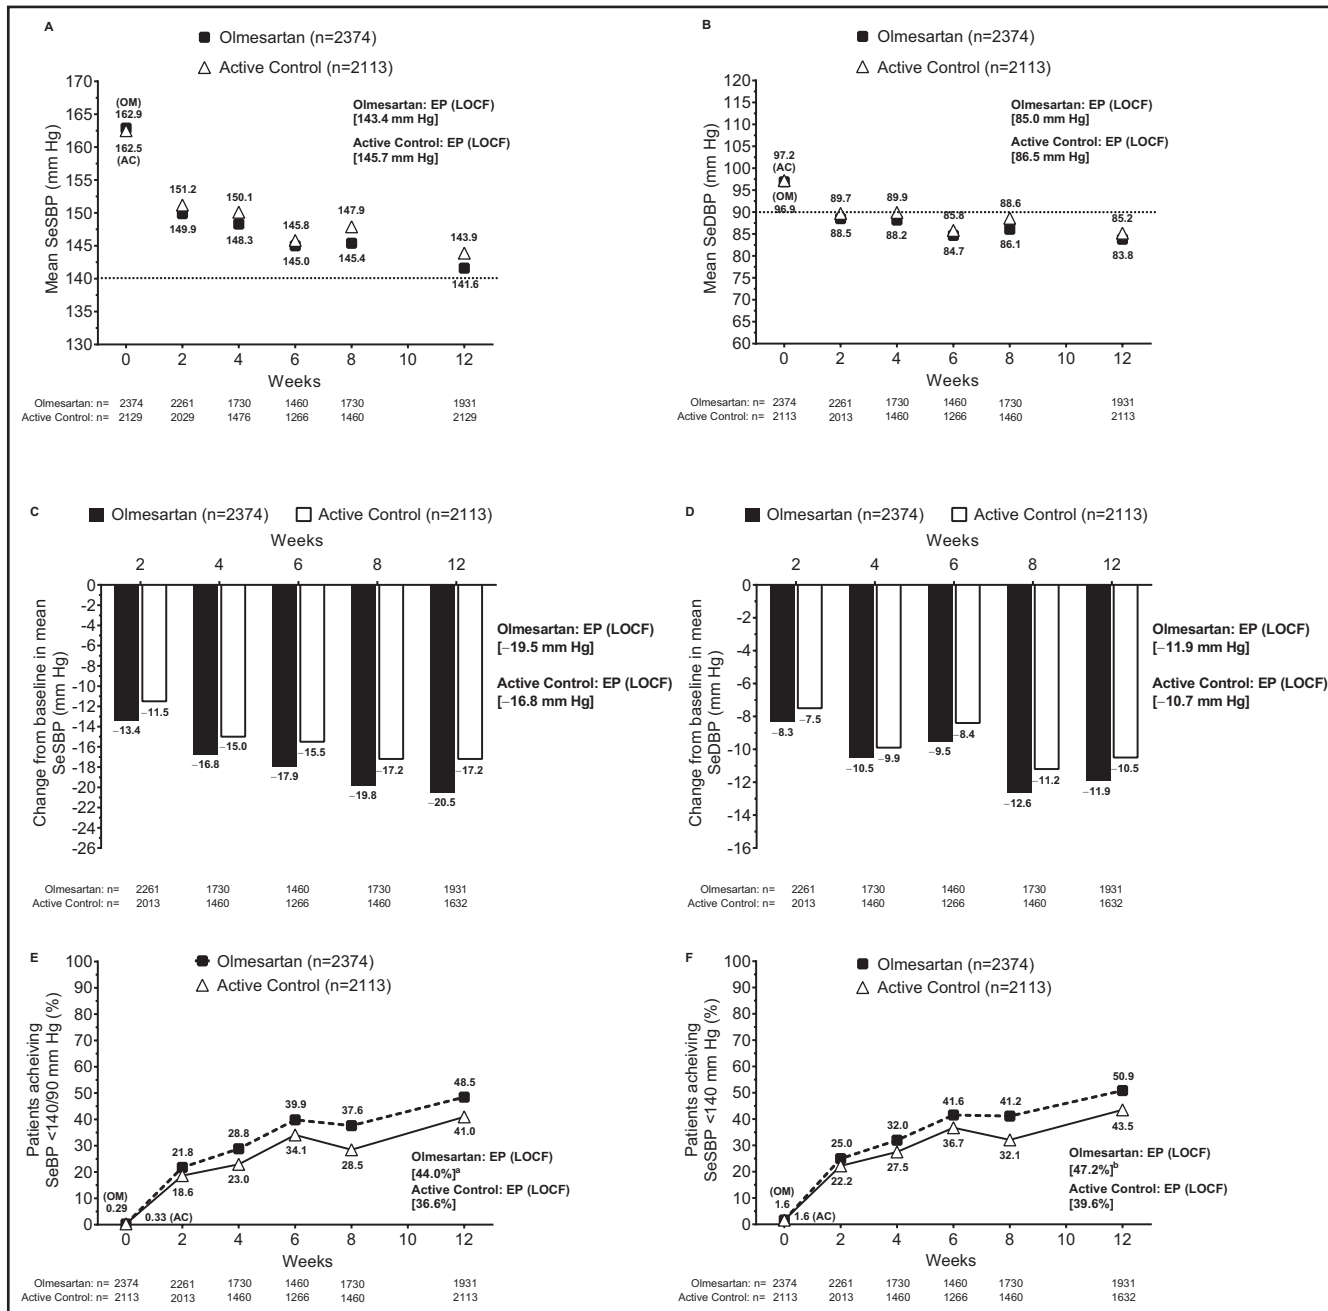 A
Olmesartan (n=2374)
Active Control (n=2113)
Mean SeSBP (mm Hg)
170
165
160
155
150
145
140
135
130
(OM)
162.9
162.5
(AC)
151.2
149.9
150.1
148.3
145.8
145.0
147.9
145.4
143.9
141.6
Olmesartan: EP (LOCF)
[143.4 mm Hg]
Active Control: EP (LOCF)
[145.7 mm Hg]
0 2 4 6 8 10 12
Weeks
Olmesartan: n= 2374 2261 1730 1460 1730 1931
Active Control: n= 2129 2029 1476 1266 1460 2129
B
Olmesartan (n=2374)
Active Control (n=2113)
Mean SeDBP (mm Hg)
120
115
110
105
100
95
90
85
80
75
70
65
60
97.2
(AC)
(OM)
96.9
89.7
88.5
89.9
88.2
85.8
84.7
88.6
86.1
85.2
83.8
Olmesartan: EP (LOCF)
[85.0 mm Hg]
Active Control: EP (LOCF)
[86.5 mm Hg]
0 2 4 6 8 10 12
Weeks
Olmesartan: n= 2374 2261 1730 1460 1730 1931
Active Control: n= 2113 2013 1460 1266 1460 2113
C
Olmesartan (n=2374) Active Control (n=2113)
Weeks
2 4 6 8 12
Change from baseline in mean
SeSBP (mm Hg)
0
-2
-4
-6
-8
-10
-12
-14
-16
-18
-20
-22
-24
-26
−13.4
−11.5
−16.8
−15.0
−17.9
−15.5
−19.8
−17.2
−20.5
−17.2
Olmesartan: EP (LOCF)
[−19.5 mm Hg]
Active Control: EP (LOCF)
[−16.8 mm Hg]
Olmesartan: n= 2261 1730 1460 1730 1931
Active Control: n= 2013 1460 1266 1460 1632
D
Olmesartan (n=2374) Active Control (n=2113)
Weeks
2 4 6 8 12
Change from baseline in mean
SeDBP (mm Hg)
0
-2
-4
-6
-8
-10
-12
-14
-16
−8.3
−7.5
−10.5
−9.9
−9.5
−8.4
−12.6
−11.2
−11.9
−10.5
Olmesartan: EP (LOCF)
[−11.9 mm Hg]
Active Control: EP (LOCF)
[−10.7 mm Hg]
Olmesartan: n= 2261 1730 1460 1730 1931
Active Control: n= 2013 1460 1266 1460 1632
E
Olmesartan (n=2374)
Active Control (n=2113)
Patients acheiving
SeBP <140/90 mm Hg (%)
100
90
80
70
60
50
40
30
20
10
0
(OM)
0.29
0.33 (AC)
21.8
18.6
28.8
23.0
39.9
34.1
37.6
28.5
48.5
41.0
Olmesartan: EP (LOCF)
[44.0%]a
Active Control: EP (LOCF)
[36.6%]
0 2 4 6 8 10 12
Weeks
Olmesartan: n= 2374 2261 1730 1460 1730 1931
Active Control: n= 2113 2013 1460 1266 1460 2113
F
Olmesartan (n=2374)
Active Control (n=2113)
Patients acheiving
SeSBP <140 mm Hg (%)
100
90
80
70
60
50
40
30
20
10
0
(OM)
1.6
1.6 (AC)
25.0
22.2
32.0
27.5
41.6
36.7
41.2
32.1
50.9
43.5
Olmesartan: EP (LOCF)
[47.2%]b
Active Control: EP (LOCF)
[39.6%]
0 2 4 6 8 10 12
Weeks
Olmesartan: n= 2374 2261 1730 1460 1730 1931
Active Control: n= 2113 2013 1460 1266 1460 1632